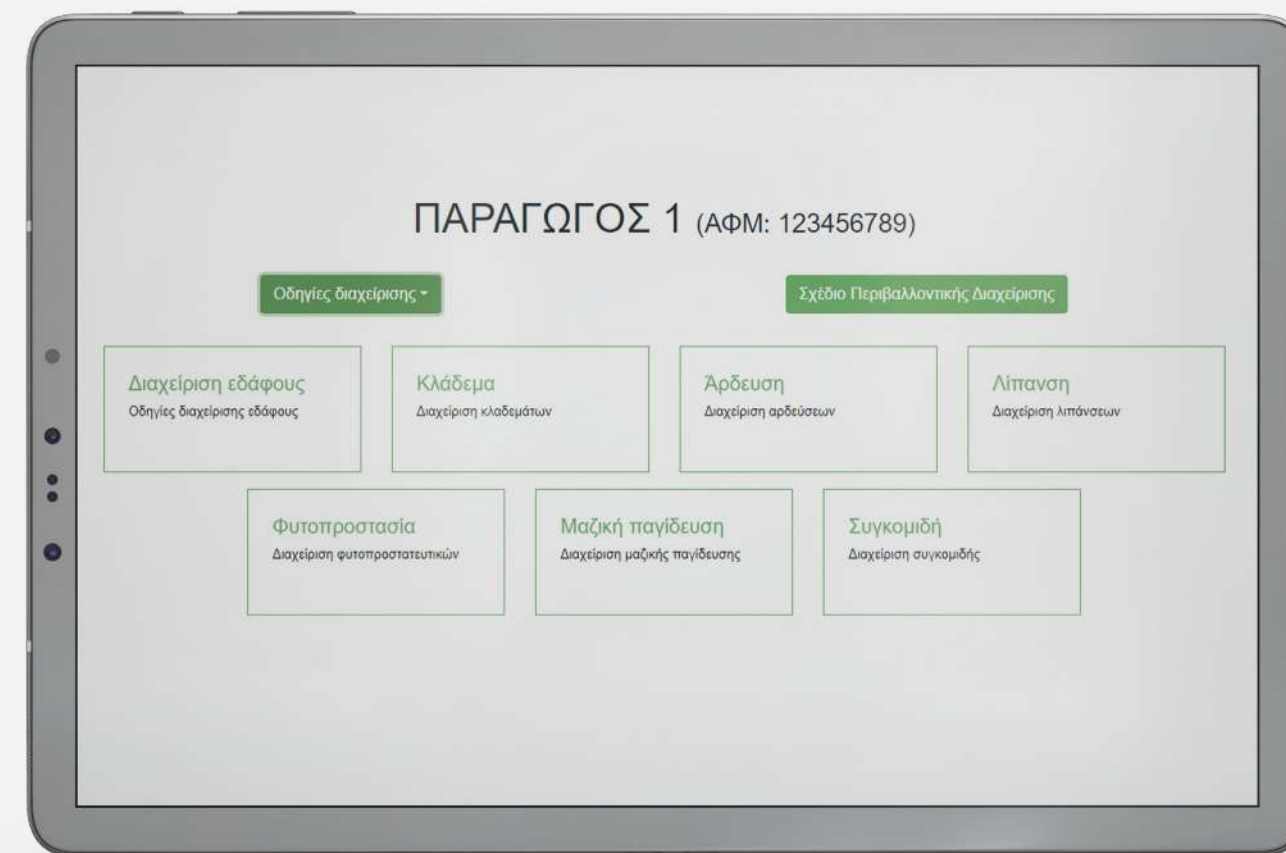 ΠΑΡΑΓΩΓΟΣ 1 (ΑΦΜ: 123456789)
Οδηγίες διαχείρισης
Σχέδιο Περιβαλλοντικής Διαχείρισης
Διαχείριση εδάφους
Οδηγίες διαχείρισης εδάφους
Κλάδεμα
Διαχείριση κλαδεμάτων
Άρδευση
Διαχείριση αρδεύσεων
Λίπανση
Διαχείριση λιπάνσεων
Φυτοπροστασία
Διαχείριση φυτοπροστατευτικών
Μαζική παγίδευση
Διαχείριση μαζικής παγίδευσης
Συγκομιδή
Διαχείριση συγκομιδής